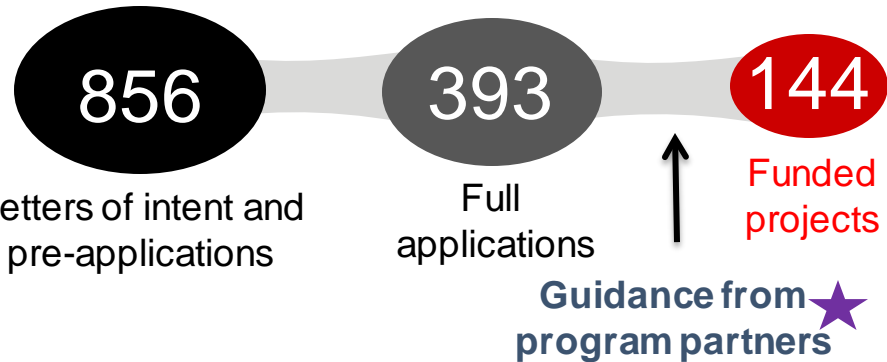 856
393
144
etters of intent and
pre-applications
Full
applications
Funded
projects
Guidance from
program partners